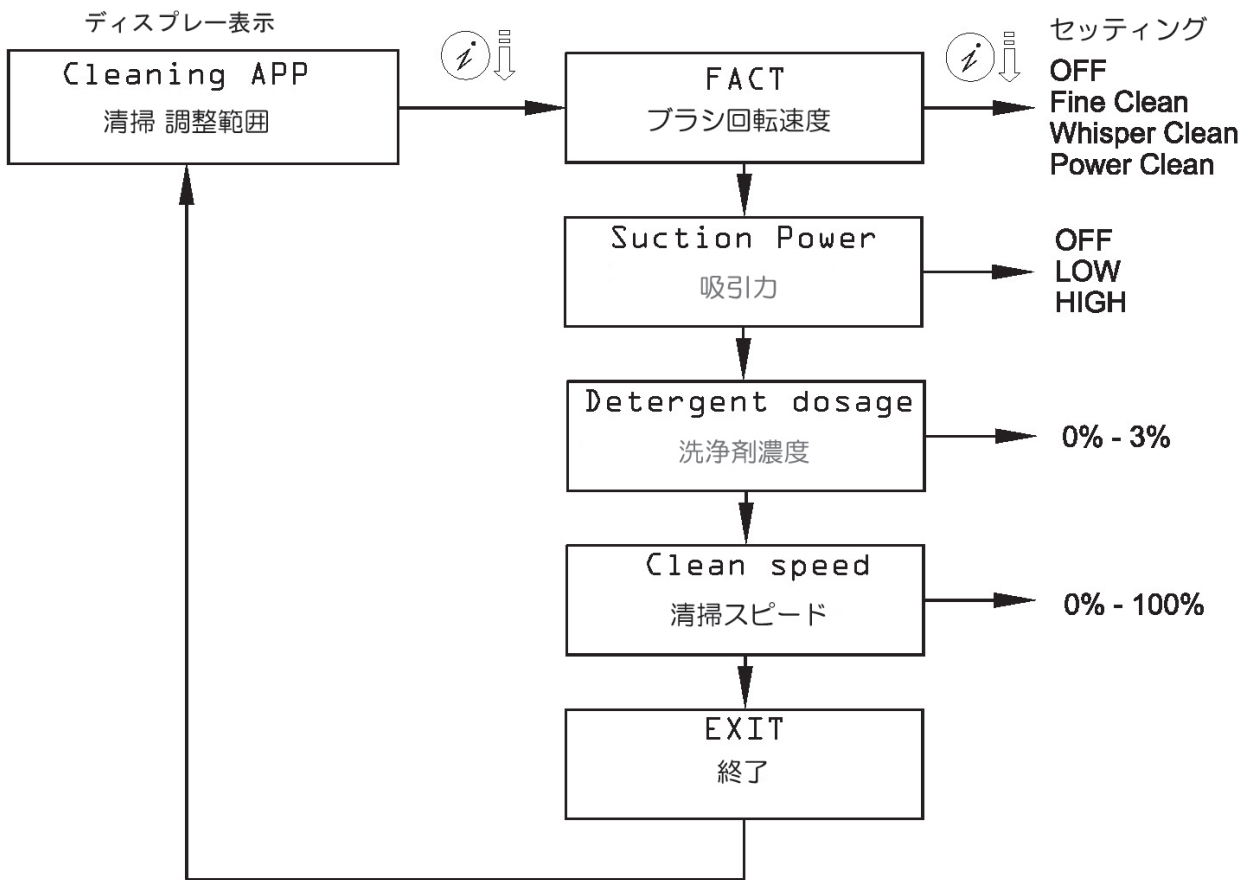 ディスプレー表示
Cleaning APP
清掃 調整範囲
i
FACT
ブラシ回転速度
i
セッティング
OFF
Fine Clean
Whisper Clean
Power Clean
Suction Power
吸引力
OFF
LOW
HIGH
Detergent dosage
洗浄剤濃度
0% - 3%
Clean speed
清掃スピード
0% - 100%
EXIT
終了